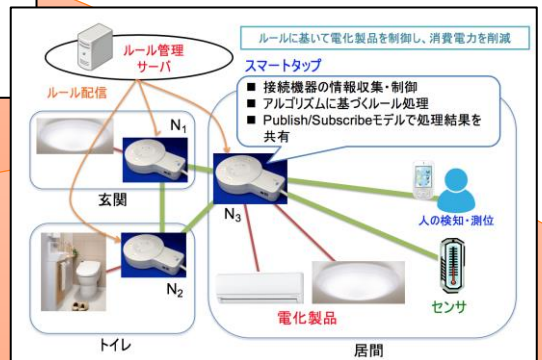 ルール管理
サーバ
ルールに基づいて電化製品を制御し、消費電力を削減
スマートタップ
■ 接続機器の情報収集・制御
■ アルゴリズムに基づくルール処理
■ Publish/Subscribeモデルで処理結果を
共有
ルール配信
N1
玄関
N3
人の検知・測位
N2
トイレ
電化製品
センサ
居間